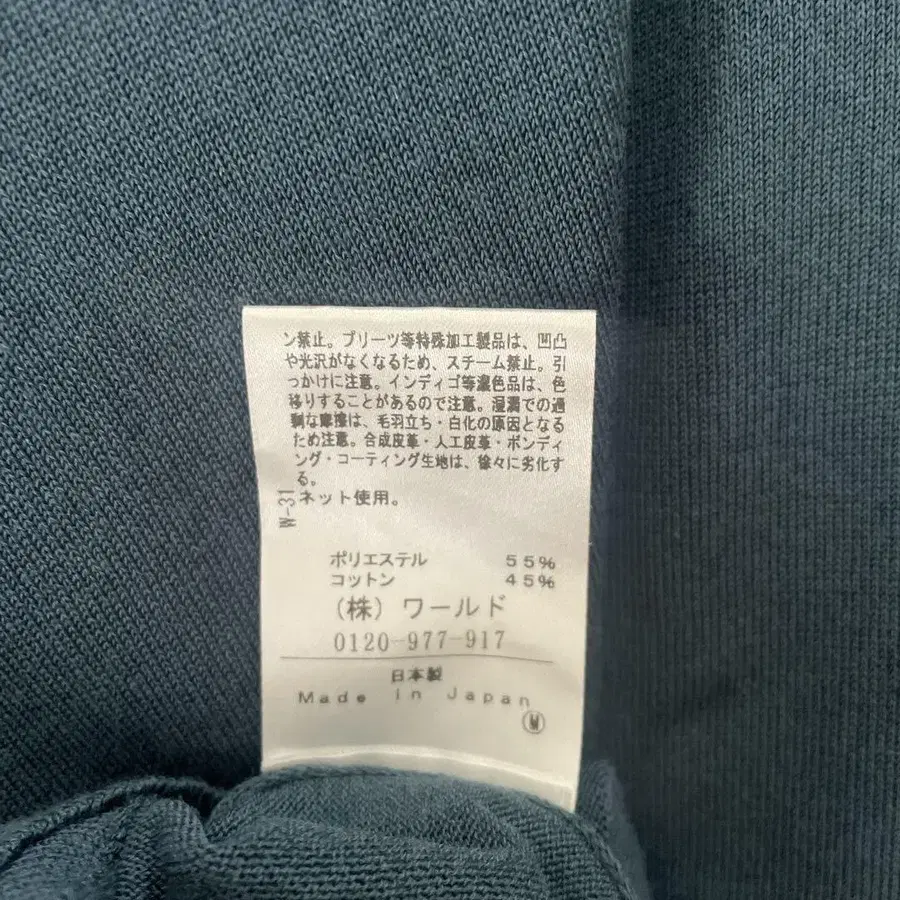 ン禁止。プリーツ等特殊加工製品は、凹凸
や光沢がなくなるため、スチーム禁止。引
っかけに注意。インディゴ等濃色品は、色
移りすることがあるので注意。湿潤での過
剰な摩擦は、毛羽立ち・白化の原因となる
ため注意。合成皮革・人工皮革・ボンディ
ング・コーティング生地は、徐々に劣化す
る。
ネット使用。
W-31
ポリエステル 55%
コットン 45%
(株)ワールド
0120-977-917
日本製
Made in Japan
W